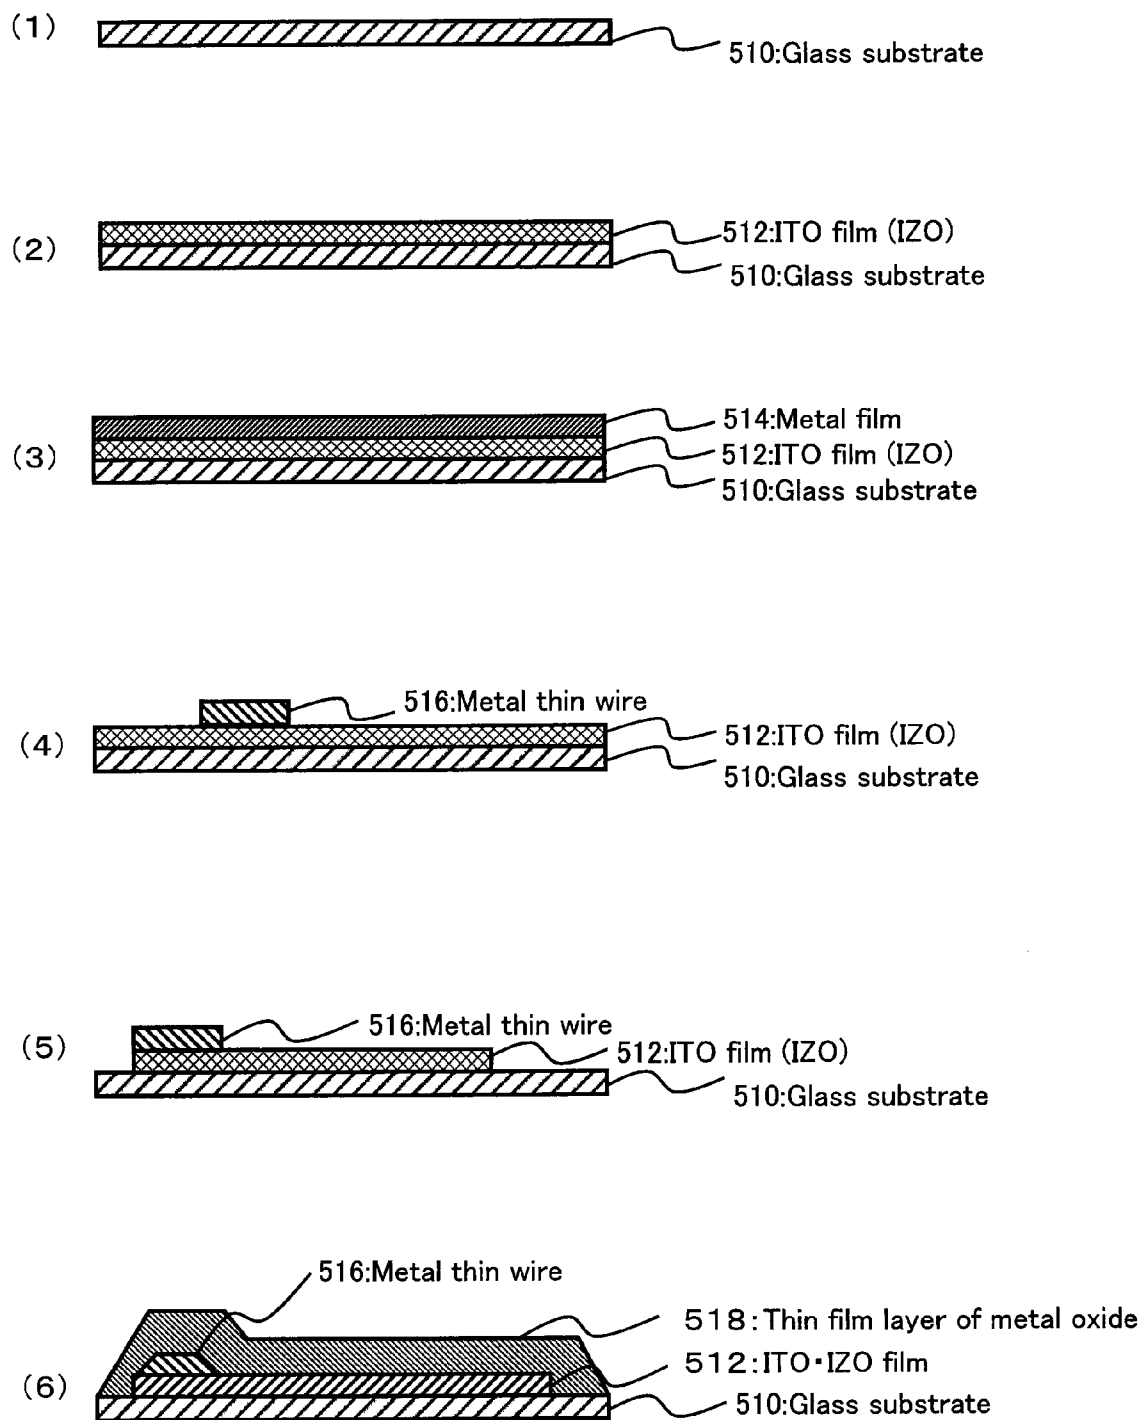 (1)
510:Glass substrate
(2)
512:ITO film (IZO)
510:Glass substrate
(3)
514:Metal film
512:ITO film (IZO)
510:Glass substrate
(4)
516:Metal thin wire
512:ITO film (IZO)
510:Glass substrate
(5)
516:Metal thin wire
512:ITO film (IZO)
510:Glass substrate
(6)
516:Metal thin wire
518:Thin film layer of metal oxide
512:ITO・IZO film
510:Glass substrate